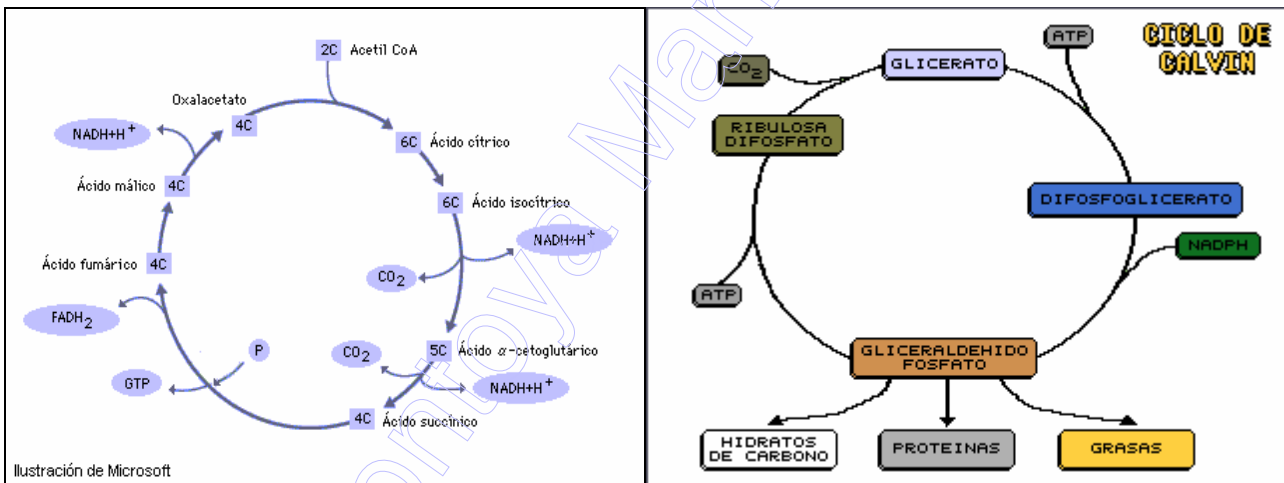 2C Acetil CoA
Oxalacetato
4C
NADH+H+
6C Ácido cítrico
Ácido málico 4C
6C Ácido isocítrico
NADH+H+
CO2
Ácido fumárico 4C
FADH2
P
GTP
CO2
5C Ácido α-cetoglutárico
NADH+H+
4C Ácido succínico
Ilustración de Microsoft
CICLO DE
CALVIN
ATP
GLICERATO
CO2
RIBULOSA
DIFOSFATO
DIFOSFOGLICERATO
NADPH
ATP
GLICERALDEHIDO
FOSFATO
HIDRATOS
DE CARBONO
PROTEINAS
GRASAS